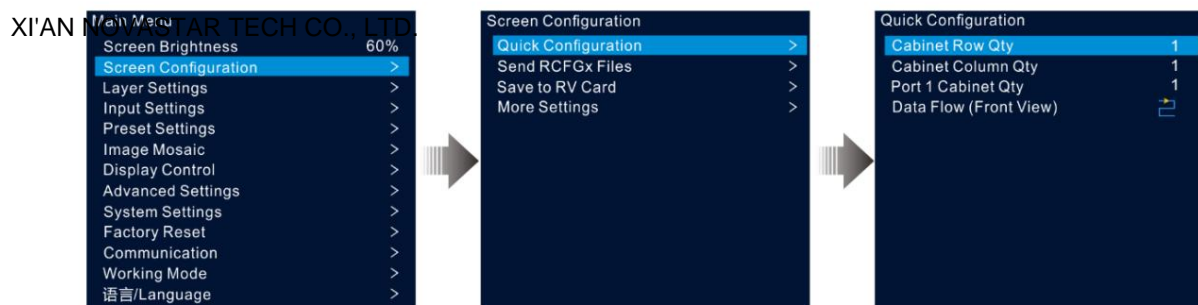 XI'AN NOVASTAR TECH CO., LTD.
Main Menu
Screen Brightness 60%
Screen Configuration >
Layer Settings >
Input Settings >
Preset Settings >
Image Mosaic >
Display Control >
Advanced Settings >
System Settings >
Factory Reset >
Communication >
Working Mode >
语言/Language >
Screen Configuration
Quick Configuration >
Send RCFGx Files >
Save to RV Card >
More Settings >
Quick Configuration
Cabinet Row Qty 1
Cabinet Column Qty 1
Port 1 Cabinet Qty 1
Data Flow (Front View)